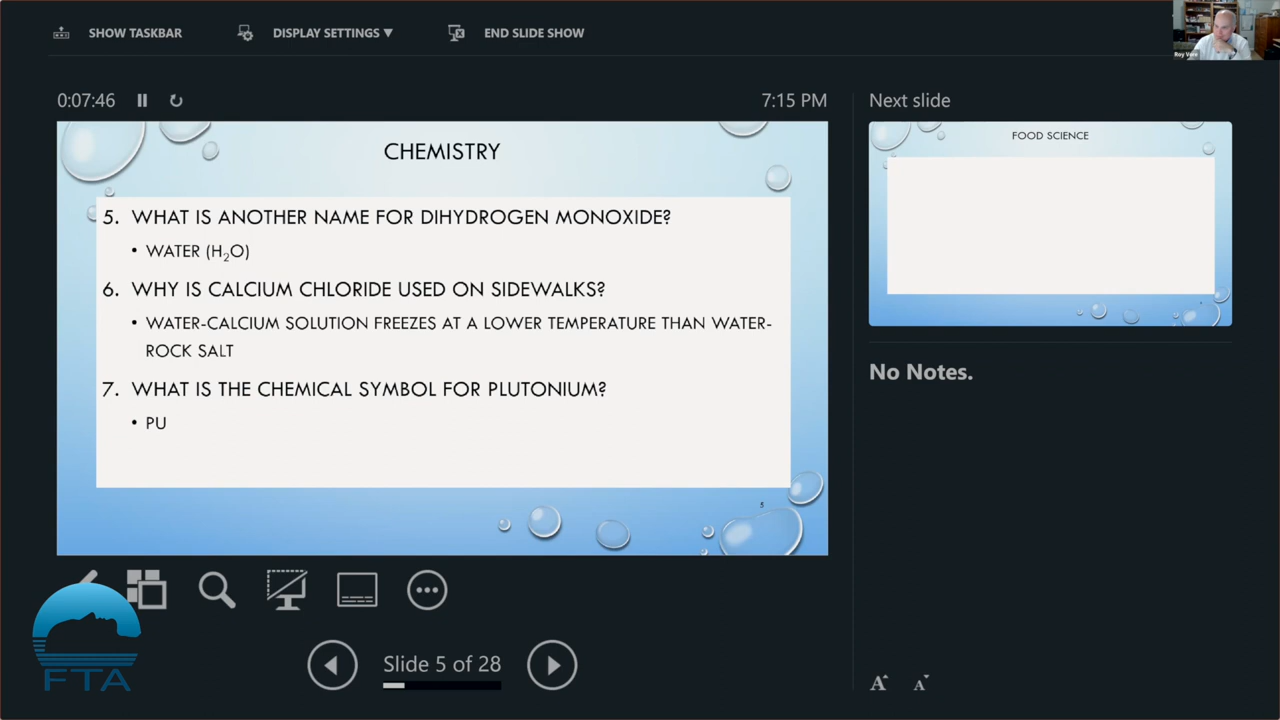 SHOW TASKBAR
DISPLAY SETTINGS ▼
END SLIDE SHOW
Roy Vore
0:07:46
7:15 PM
Next slide
CHEMISTRY
5. WHAT IS ANOTHER NAME FOR DIHYDROGEN MONOXIDE?
• WATER (H₂O)
6. WHY IS CALCIUM CHLORIDE USED ON SIDEWALKS?
• WATER-CALCIUM SOLUTION FREEZES AT A LOWER TEMPERATURE THAN WATER-
ROCK SALT
7. WHAT IS THE CHEMICAL SYMBOL FOR PLUTONIUM?
• PU
5
FOOD SCIENCE
No Notes.
FTA
Slide 5 of 28
A A